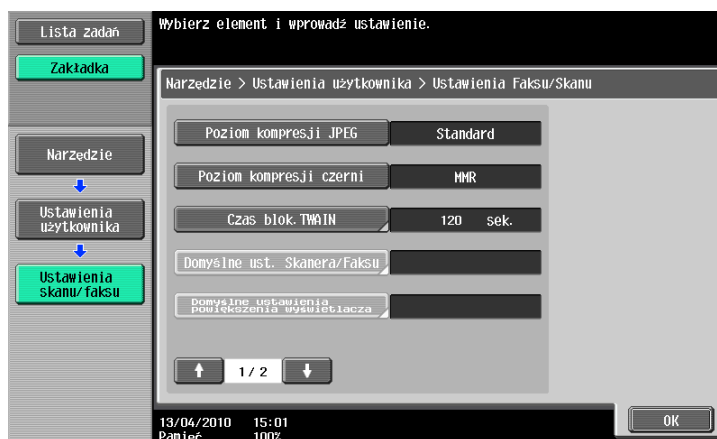 Lista zadań
Wybierz element i wprowadź ustawienie.
Zakładka
Narzędzie > Ustawienia użytkownika > Ustawienia Faksu/Skanu
Poziom kompresji JPEG
Standard
Narzędzie
Poziom kompresji czerni
MMR
Ustawienia
użytkownika
Czas blok.TWAIN
120 sek.
Domyślne ust. Skanera/Faksu
Ustawienia
skanu/faksu
Domyślne ustawienia
powiększenia wyświetlacza
1/ 2
OK
13/04/2010 15:01
Pamięć 100%